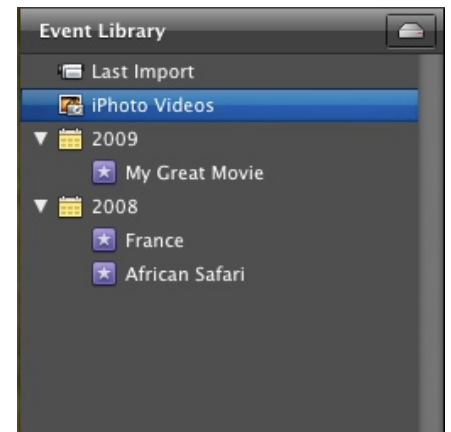 Event Library
Last Import
iPhoto Videos
2009
My Great Movie
2008
France
African Safari